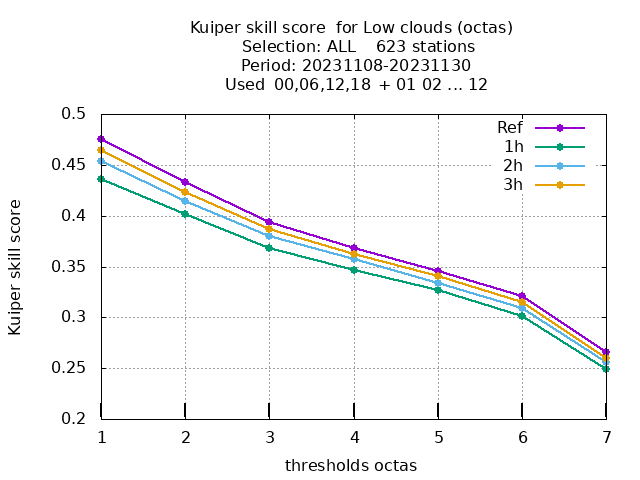 Kuiper skill score  for Low clouds (octas)
Selection: ALL    623 stations
Period: 20231108-20231130
Used  00,06,12,18  + 01 02 ... 12
Ref
1h
2h
3h
0.5
0.45
0.4
0.35
0.3
0.25
0.2
Kuiper skill score
1 2 3 4 5 6 7
thresholds octas